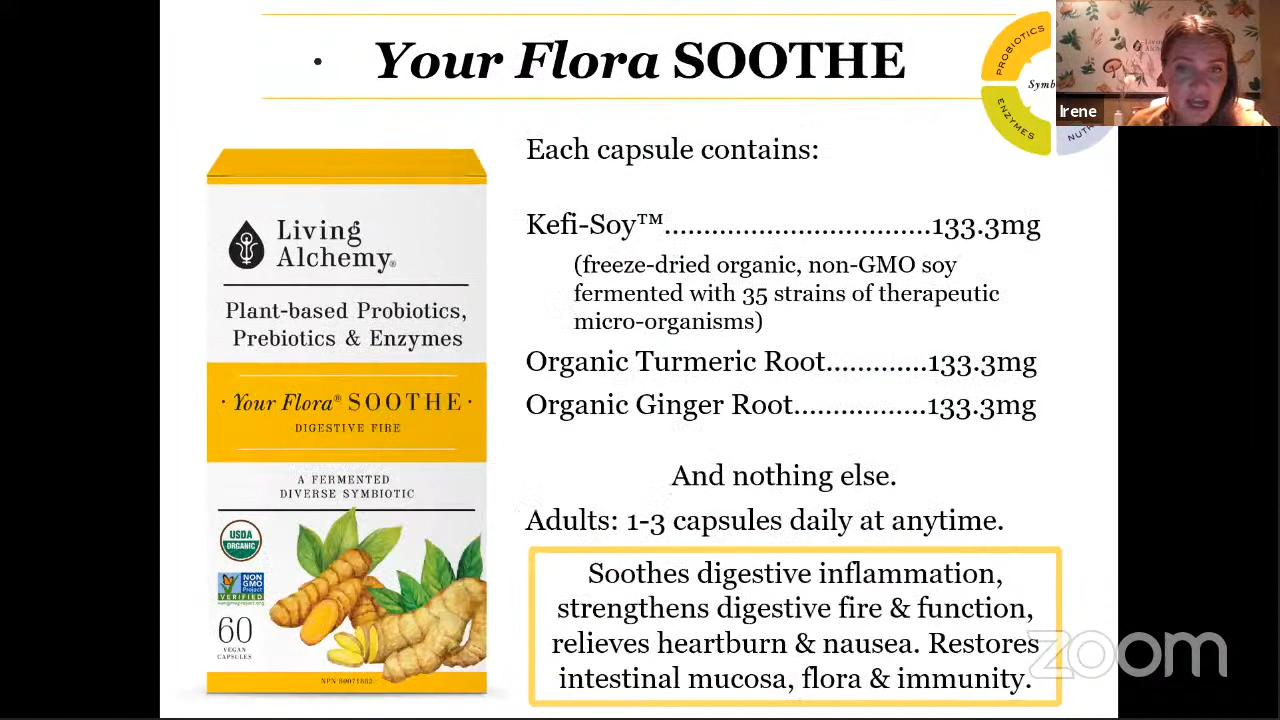 · Your Flora SOOTHE
PROBIOTICS
ENZYMES
Symb
NUT
Irene
Living
Alchemy®
Plant-based Probiotics,
Prebiotics & Enzymes
· Your Flora® SOOTHE ·
DIGESTIVE FIRE
A FERMENTED
DIVERSE SYMBIOTIC
USDA
ORGANIC
NON
GMO
Project
VERIFIED
nongmoproject.org
60
VEGAN
CAPSULES
Each capsule contains:
Kefi-Soy™..................................133.3mg
(freeze-dried organic, non-GMO soy
fermented with 35 strains of therapeutic
micro-organisms)
Organic Turmeric Root.............133.3mg
Organic Ginger Root.................133.3mg
And nothing else.
Adults: 1-3 capsules daily at anytime.
Soothes digestive inflammation,
strengthens digestive fire & function,
relieves heartburn & nausea. Restores
intestinal mucosa, flora & immunity.
zoom